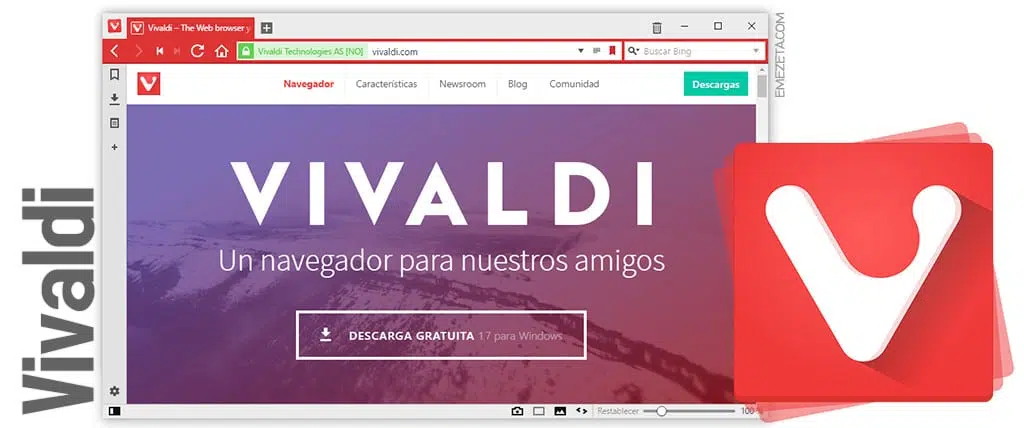 Vivaldi
Vivaldi – The Web browser
Vivaldi Technologies AS [NO]
vivaldi.com
Buscar Bing
Navegador
Características
Newsroom
Blog
Comunidad
Descargas
VIVALDI
Un navegador para nuestros amigos
DESCARGA GRATUITA 1.7 para Windows
Restablecer
100
EMEZETA.COM